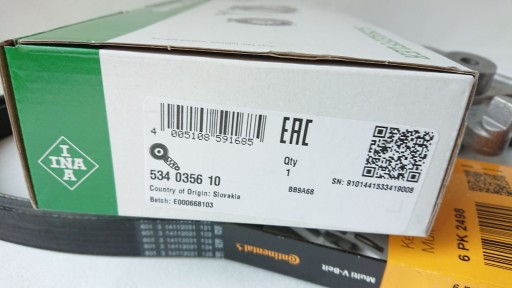 INA
4 005108 591685
EAC
534 0356 10
Country of Origin: Slovakia
Batch: E000668103
Qty
1
BB9A68
SN: 9101441533419008
Continental
Multi V-Belt
6 PK 2498